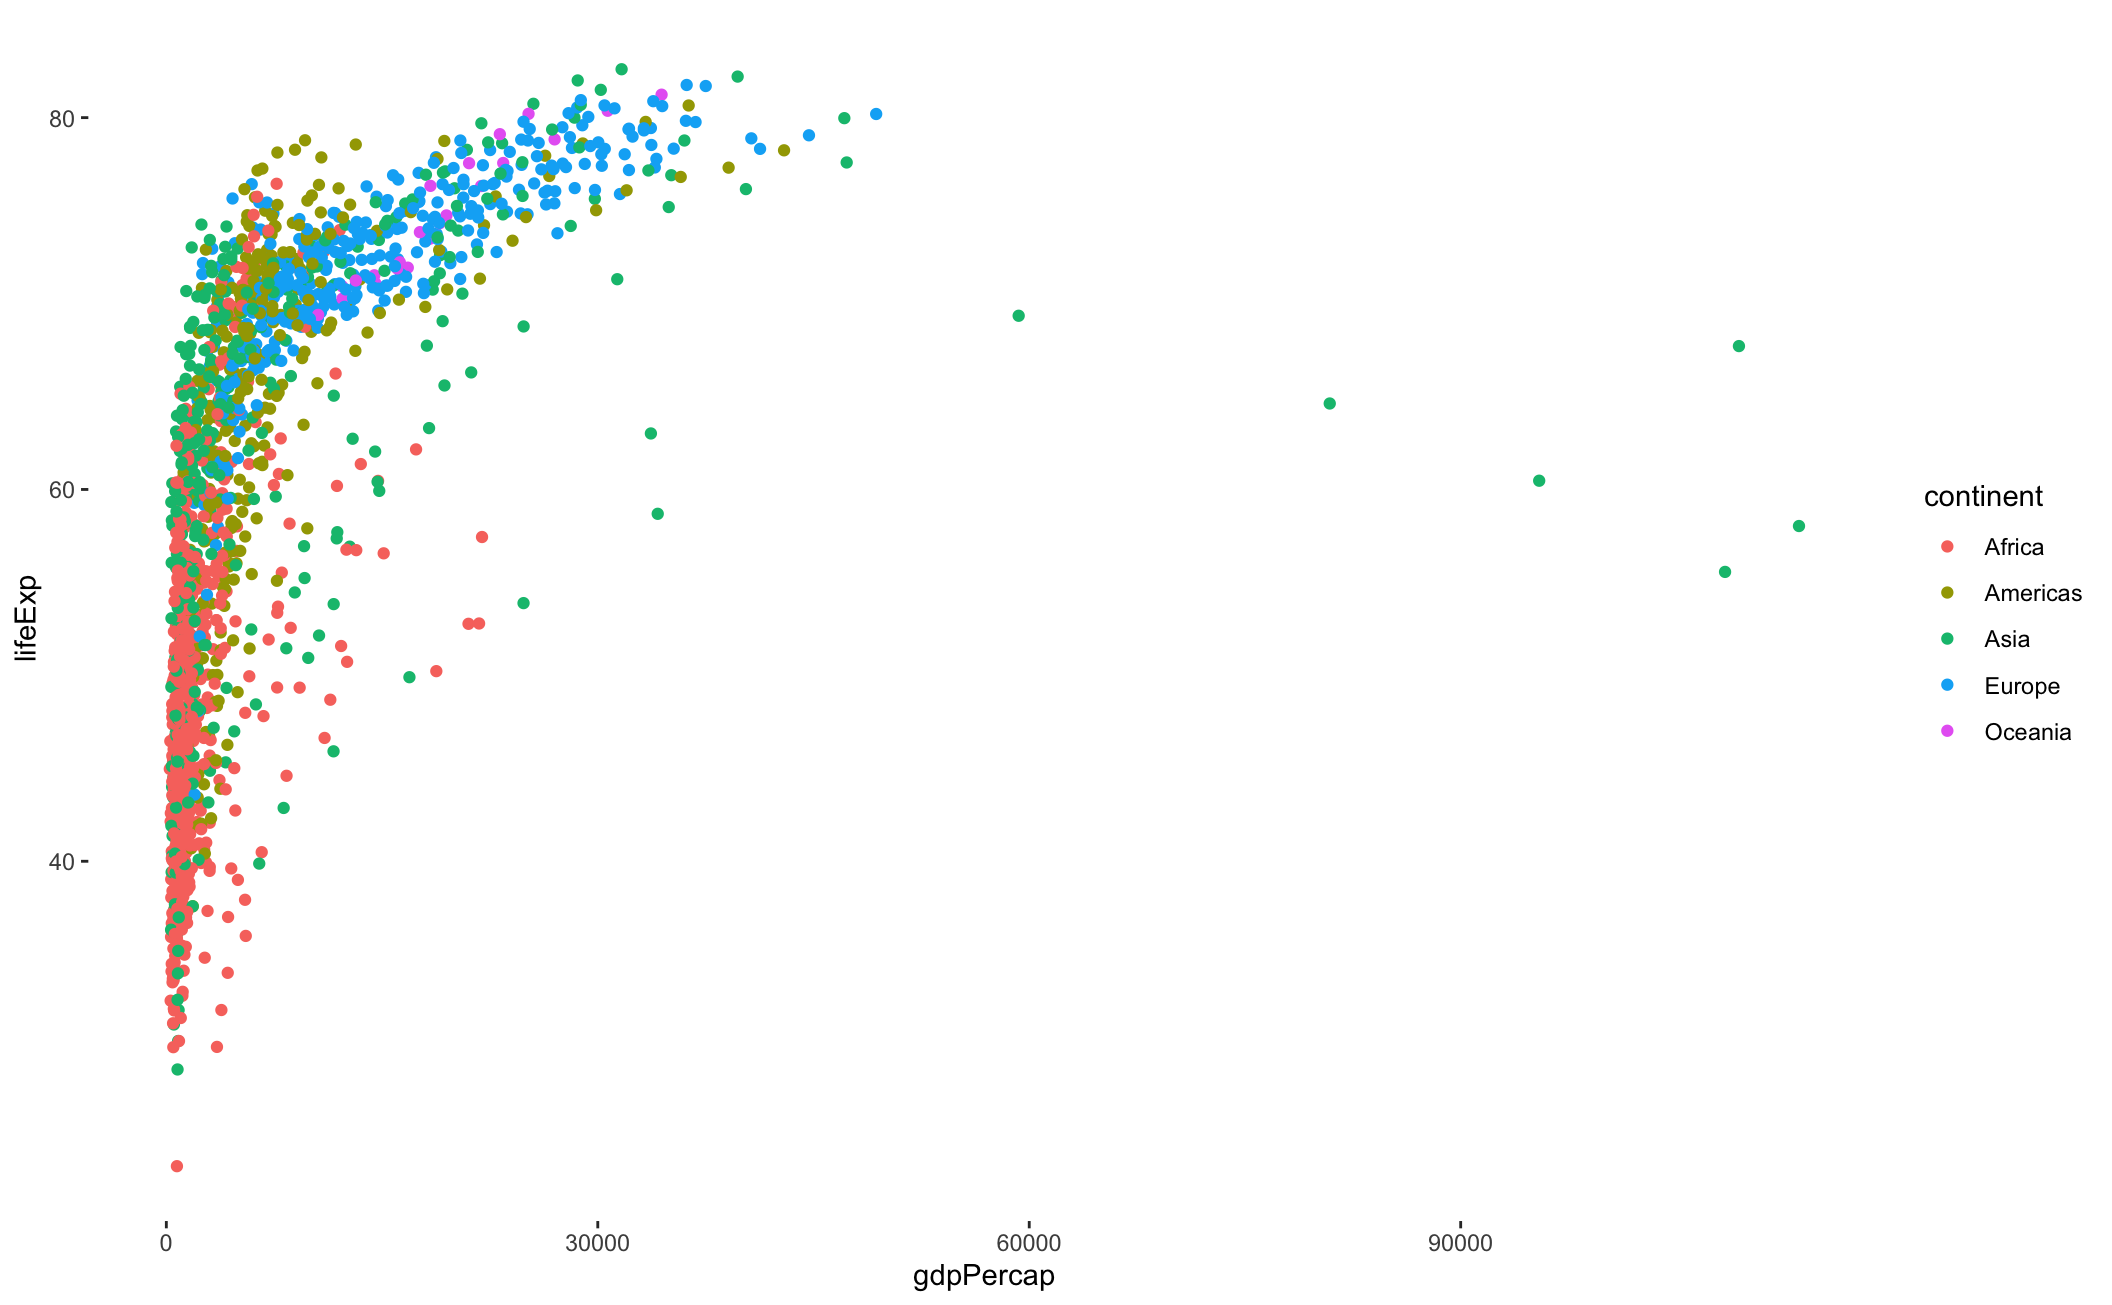 80
60
40
lifeExp
0
30000
60000
90000
gdpPercap
continent
Africa
Americas
Asia
Europe
Oceania